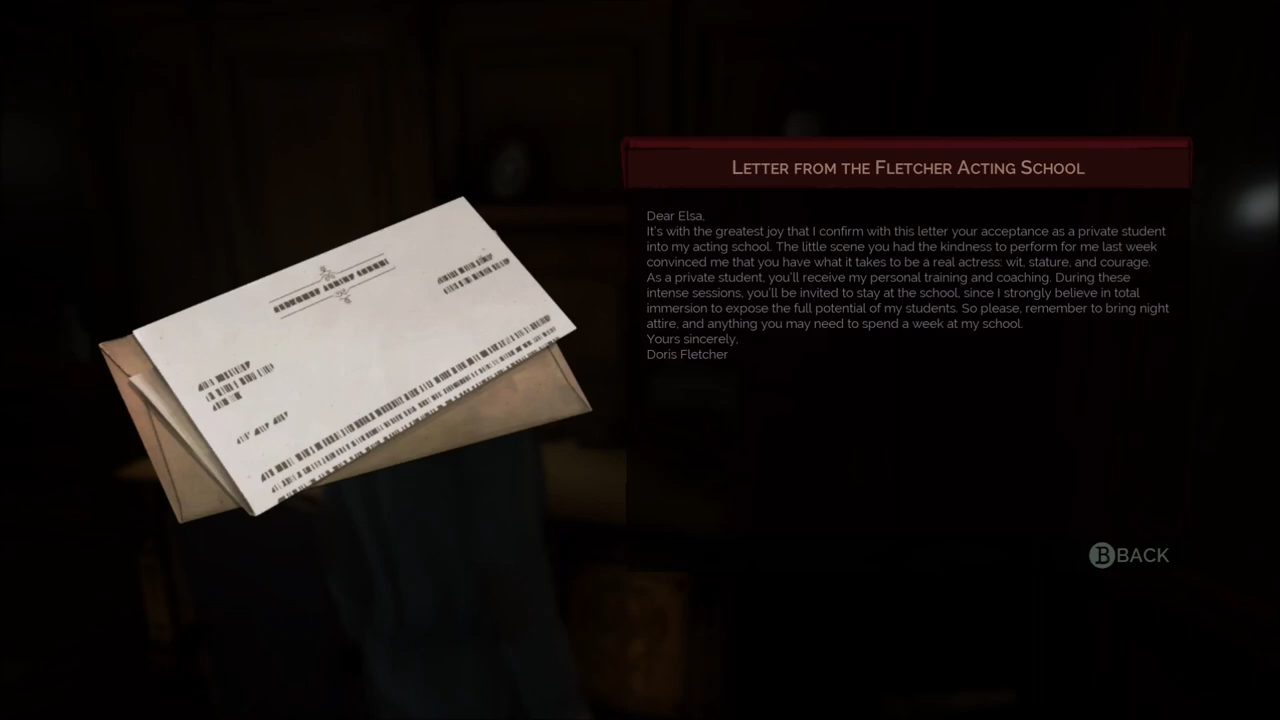 LETTER FROM THE FLETCHER ACTING SCHOOL
Dear Elsa,
It's with the greatest joy that I confirm with this letter your acceptance as a private student
into my acting school. The little scene you had the kindness to perform for me last week
convinced me that you have what it takes to be a real actress: wit, stature, and courage.
As a private student, you'll receive my personal training and coaching. During these
intense sessions, you'll be invited to stay at the school, since I strongly believe in total
immersion to expose the full potential of my students. So please, remember to bring night
attire, and anything you may need to spend a week at my school.
Yours sincerely,
Doris Fletcher
B BACK